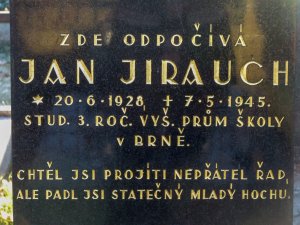 ZDE ODPOČÍVÁ
JAN JIRAUCH
* 20·6·1928 † 7·5·1945.
STUD. 3. ROČ. VYŠ. PRŮM ŠKOLY
V BRNĚ.
CHTĚL JSI PROJÍTI NEPŘÁTEL ŘAD,
ALE PADL JSI STATEČNÝ MLADÝ HOCHU.